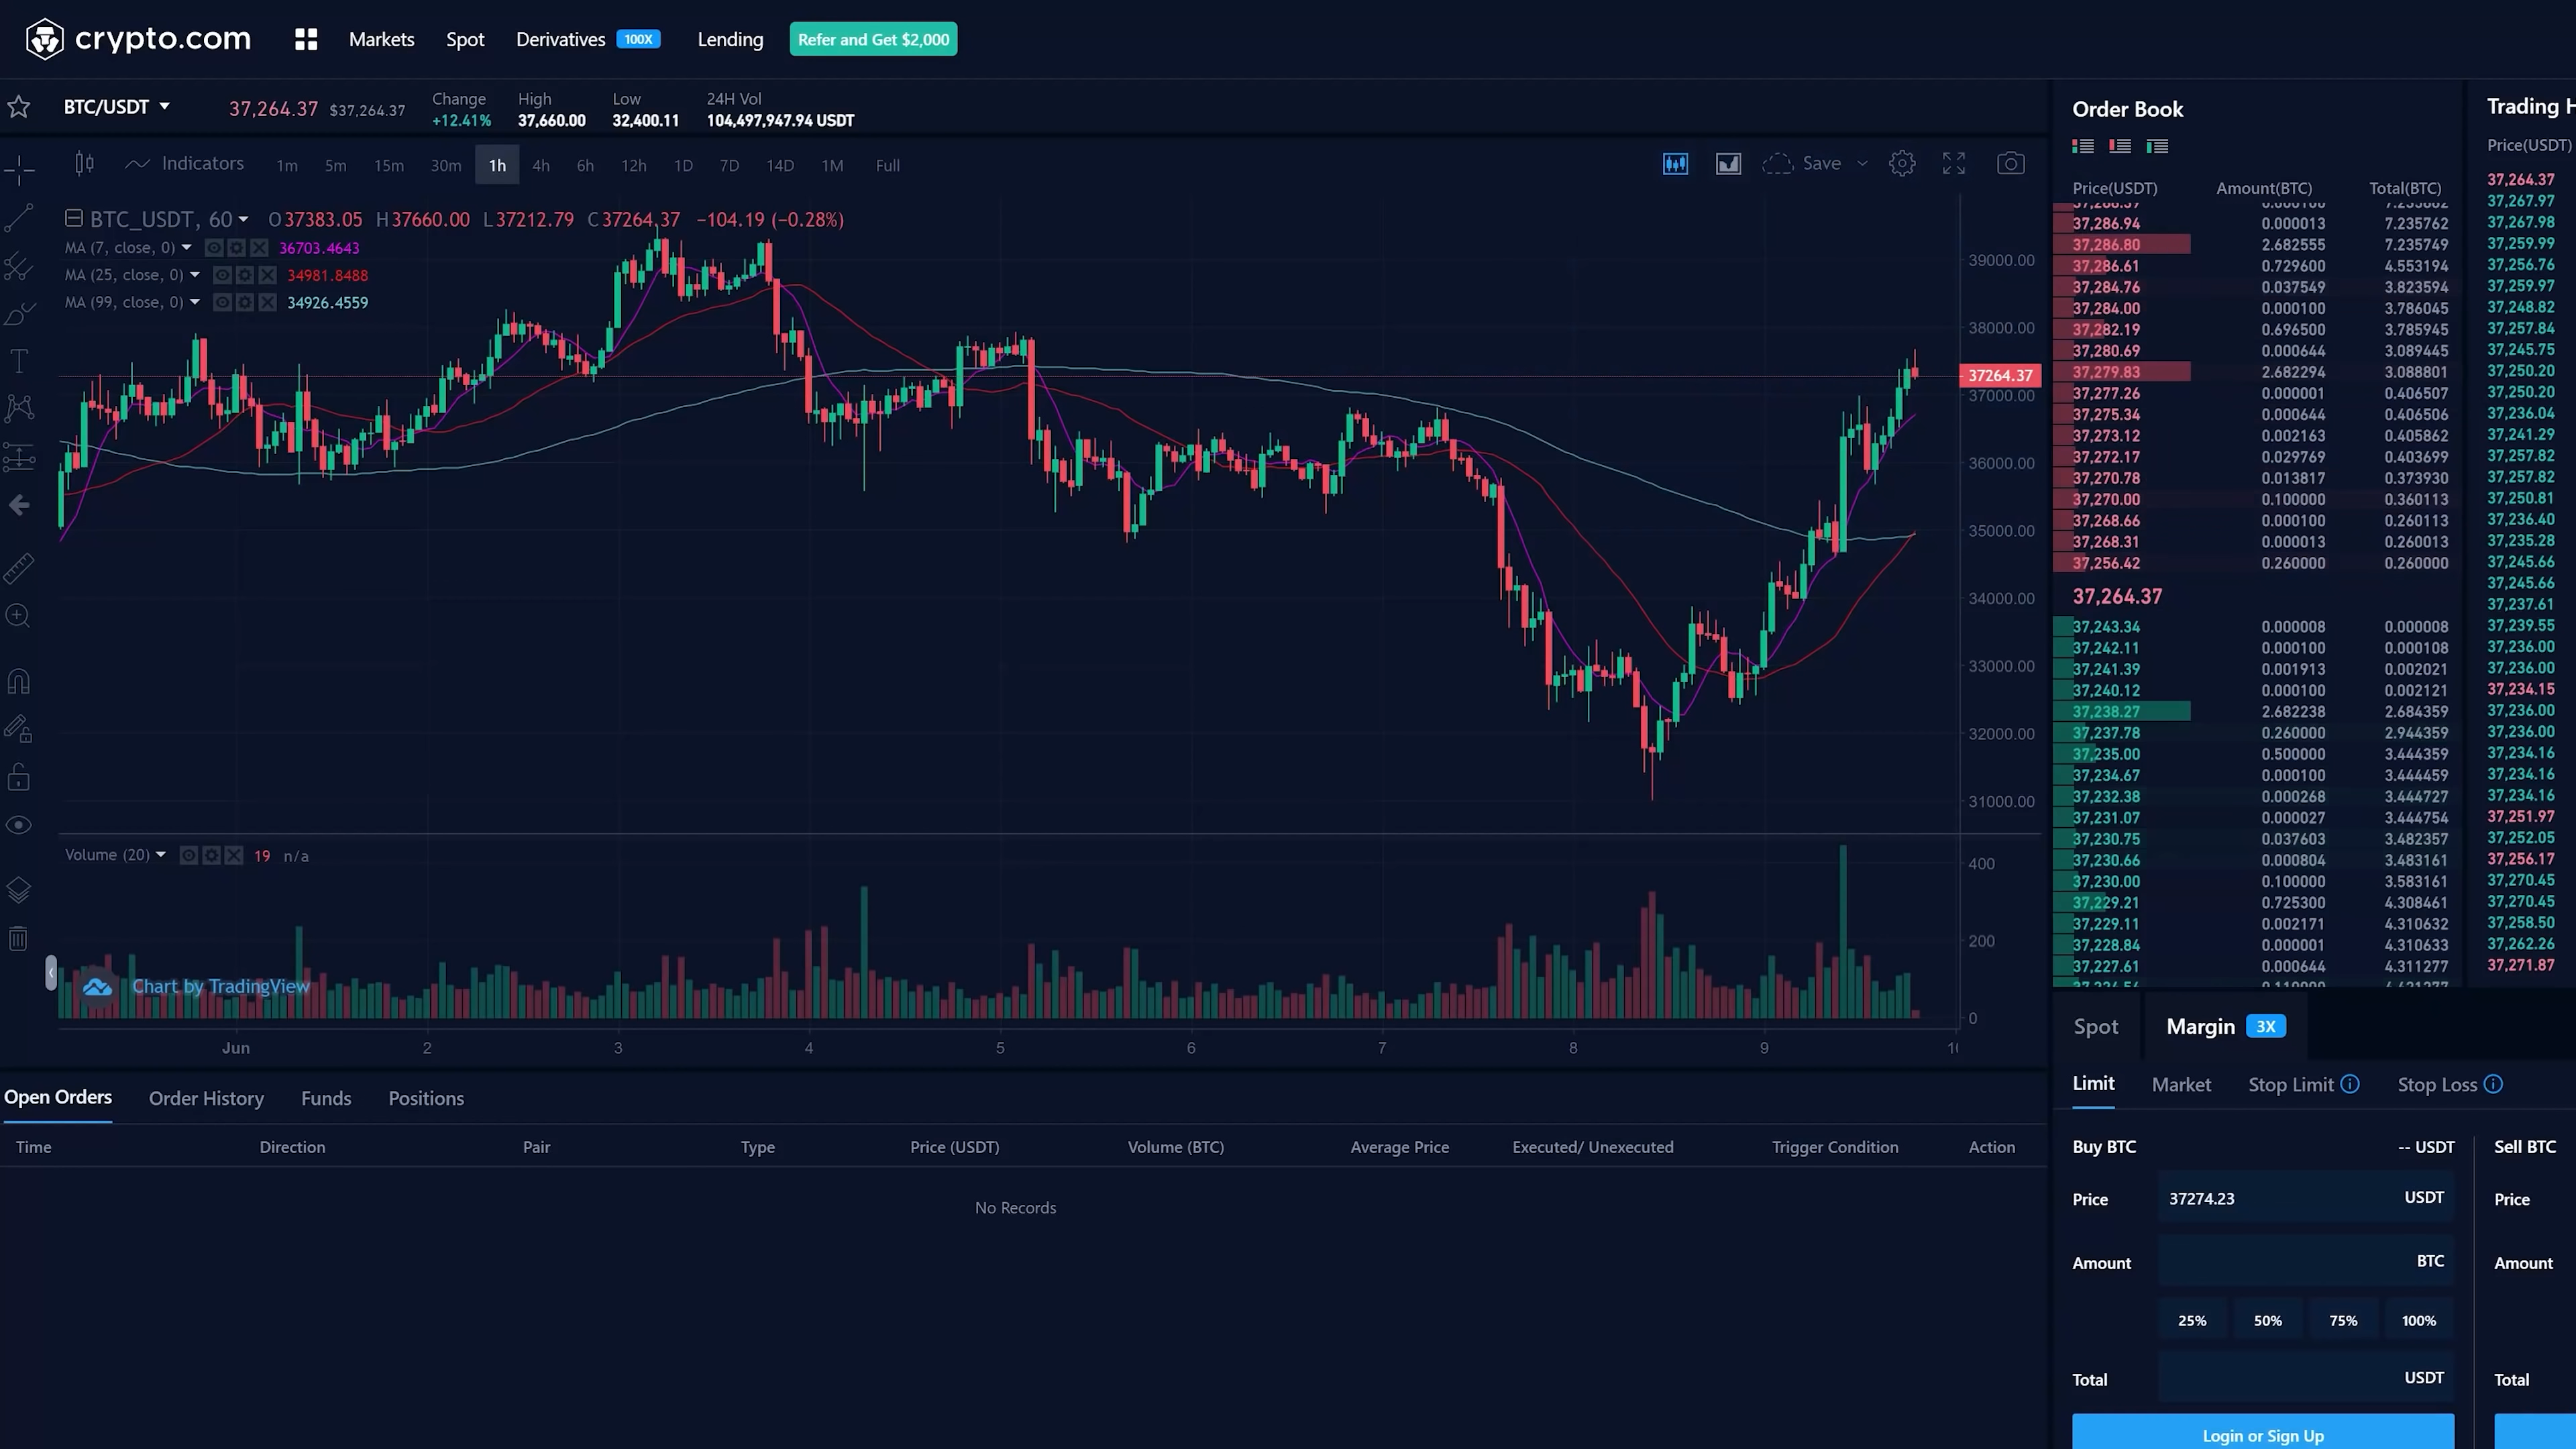 crypto.com
Markets
Spot
Derivatives 100X
Lending
Refer and Get $2,000
BTC/USDT
37,264.37 $37,264.37
Change
+12.41%
High
37,660.00
Low
32,400.11
24H Vol
104,497,947.94 USDT
Indicators 1m 5m 15m 30m 1h 4h 6h 12h 1D 7D 14D 1M Full
Save
BTC_USDT, 60 O37383.05 H37660.00 L37212.79 C37264.37 −104.19 (−0.28%)
MA (7, close, 0) 36703.4643
MA (25, close, 0) 34981.8488
MA (99, close, 0) 34926.4559
39000.00
38000.00
37264.37
37000.00
36000.00
35000.00
34000.00
33000.00
32000.00
31000.00
Volume (20) 19 n/a
400
200
0
Chart by TradingView
Jun 2 3 4 5 6 7 8 9
Open Orders Order History Funds Positions
Time Direction Pair Type Price (USDT) Volume (BTC) Average Price Executed/ Unexecuted Trigger Condition Action
No Records
Order Book
Price(USDT) Amount(BTC) Total(BTC)
37,286.94 0.000013 7.235762
37,286.80 2.682555 7.235749
37,286.61 0.729600 4.553194
37,284.76 0.037549 3.823594
37,284.00 0.000100 3.786045
37,282.19 0.696500 3.785945
37,280.69 0.000644 3.089445
37,279.83 2.682294 3.088801
37,277.26 0.000001 0.406507
37,275.34 0.000644 0.406506
37,273.12 0.002163 0.405862
37,272.17 0.029769 0.403699
37,270.78 0.013817 0.373930
37,270.00 0.100000 0.360113
37,268.66 0.000100 0.260113
37,268.31 0.000013 0.260013
37,256.42 0.260000 0.260000
37,264.37
37,243.34 0.000008 0.000008
37,242.11 0.000100 0.000108
37,241.39 0.001913 0.002021
37,240.12 0.000100 0.002121
37,238.27 2.682238 2.684359
37,237.78 0.260000 2.944359
37,235.00 0.500000 3.444359
37,234.67 0.000100 3.444459
37,232.38 0.000268 3.444727
37,231.07 0.000027 3.444754
37,230.75 0.037603 3.482357
37,230.66 0.000804 3.483161
37,230.00 0.100000 3.583161
37,229.21 0.725300 4.308461
37,229.11 0.002171 4.310632
37,228.84 0.000001 4.310633
37,227.61 0.000644 4.311277
Trading H
Price(USDT)
37,264.37
37,267.97
37,267.98
37,259.99
37,256.76
37,259.97
37,248.82
37,257.84
37,245.75
37,250.20
37,250.20
37,236.04
37,241.29
37,257.82
37,257.82
37,250.81
37,236.40
37,235.28
37,245.66
37,245.66
37,237.61
37,239.55
37,236.00
37,236.00
37,234.15
37,236.00
37,236.00
37,234.16
37,234.16
37,234.16
37,251.97
37,252.05
37,256.17
37,270.45
37,270.45
37,258.50
37,262.26
37,271.87
Spot Margin 3X
Limit Market Stop Limit Stop Loss
Buy BTC -- USDT
Price 37274.23 USDT
Amount BTC
25% 50% 75% 100%
Total USDT
Login or Sign Up
Sell BTC
Price
Amount
Total